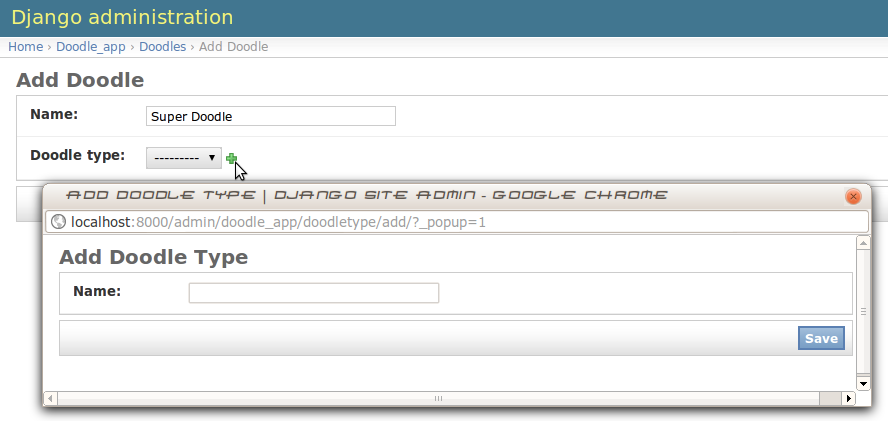 Django administration
Home › Doodle_app › Doodles › Add Doodle
Add Doodle
Name: Super Doodle
Doodle type: ---------
ADD DOODLE TYPE | DJANGO SITE ADMIN - GOOGLE CHROME
localhost:8000/admin/doodle_app/doodletype/add/?_popup=1
Add Doodle Type
Name:
Save